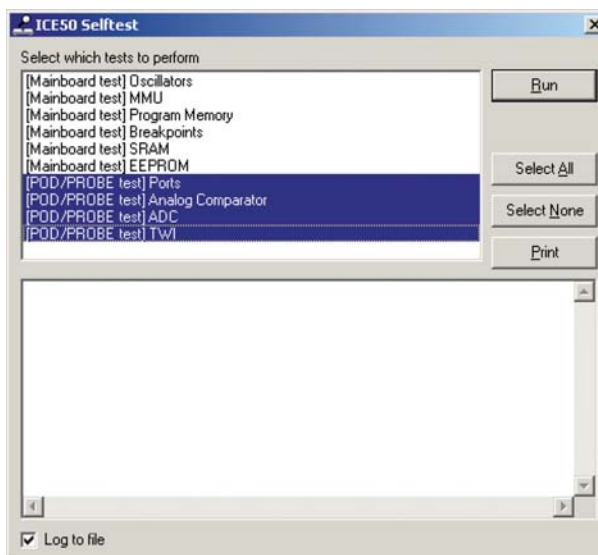 ICE50 Selftest
Select which tests to perform
[Mainboard test] Oscillators
[Mainboard test] MMU
[Mainboard test] Program Memory
[Mainboard test] Breakpoints
[Mainboard test] SRAM
[Mainboard test] EEPROM
[POD/PROBE test] Ports
[POD/PROBE test] Analog Comparator
[POD/PROBE test] ADC
[POD/PROBE test] TWI
Run
Select All
Select None
Print
Log to file